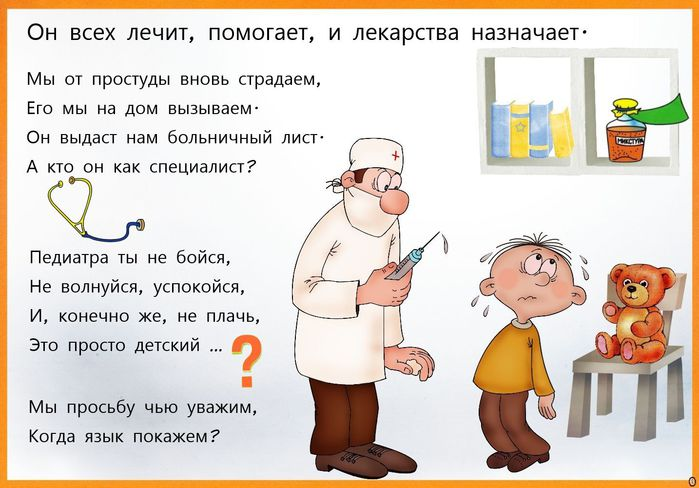 Он всех лечит, помогает, и лекарства назначает.
Мы от простуды вновь страдаем,
Его мы на дом вызываем.
Он выдаст нам больничный лист.
А кто он как специалист?
Педиатра ты не бойся,
Не волнуйся, успокойся,
И, конечно же, не плачь,
Это просто детский ... ?
Мы просьбу чью уважим,
Когда язык покажем?
МИКСТУРА